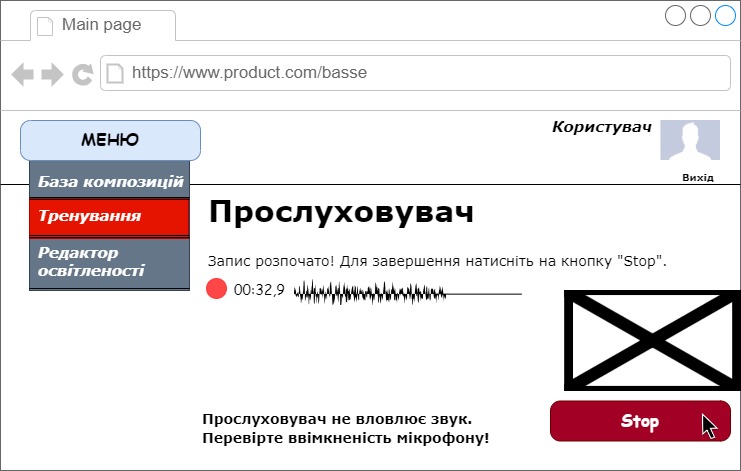 Main page
https://www.product.com/basse
МЕНЮ
Користувач
База композицій
Вихід
Тренування
Прослуховувач
Редактор
освітленості
Запис розпочато! Для завершення натисніть на кнопку "Stop".
00:32,9
Прослуховувач не вловлює звук.
Перевірте ввімкненість мікрофону!
Stop